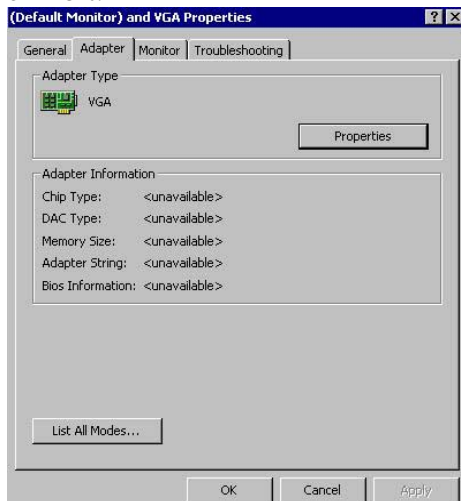 (Default Monitor) and VGA Properties
General Adapter Monitor Troubleshooting
Adapter Type
VGA
Properties
Adapter Information
Chip Type: <unavailable>
DAC Type: <unavailable>
Memory Size: <unavailable>
Adapter String: <unavailable>
Bios Information: <unavailable>
List All Modes...
OK Cancel Apply